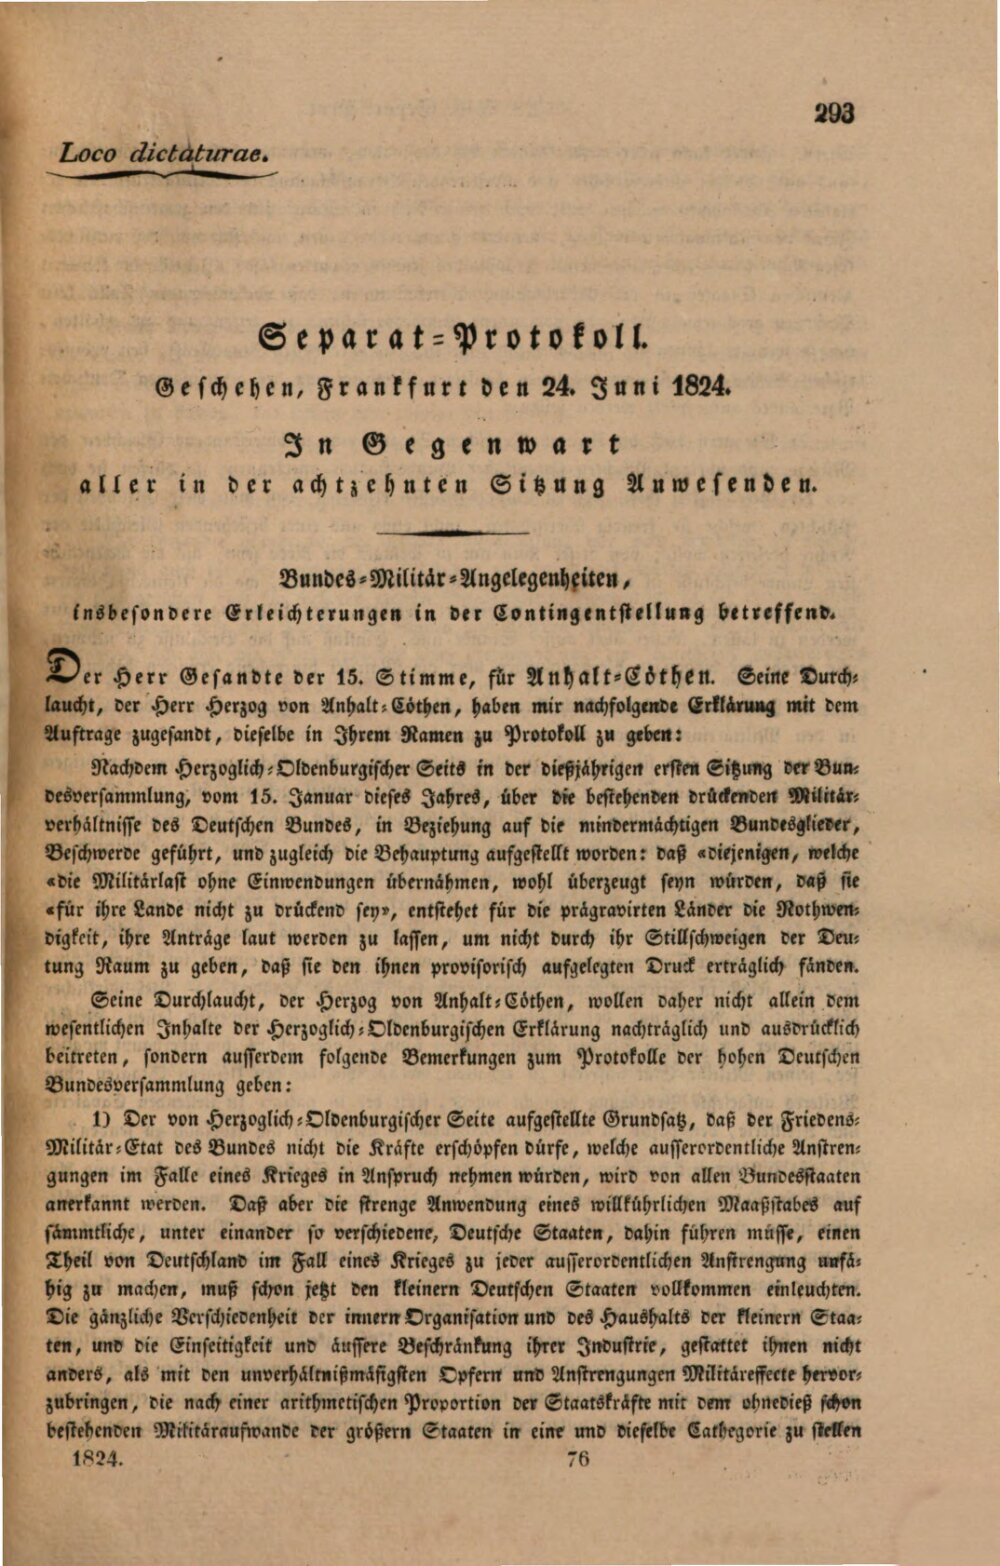 293
Loco dictaturae.
Separat-Protokoll.
Geschehen, Frankfurt den 24. Juni 1824.
In Gegenwart
aller in der achtzehnten Sitzung Anwesenden.
Bundes-Militär-Angelegenheiten,
insbesondere Erleichterungen in der Contingentstellung betreffend.
Der Herr Gesandte der 15. Stimme, für Anhalt-Cöthen. Seine Durch-
laucht, der Herr Herzog von Anhalt-Cöthen, haben mir nachfolgende Erklärung mit dem
Auftrage zugesandt, dieselbe in Ihrem Namen zu Protokoll zu geben:
Nachdem Herzoglich-Oldenburgischer Seits in der dießjährigen ersten Sitzung der Bun-
desversammlung, vom 15. Januar dieses Jahres, über die bestehenden drückenden Militär-
verhältnisse des Deutschen Bundes, in Beziehung auf die mindermächtigen Bundesglieder,
Beschwerde geführt, und zugleich die Behauptung aufgestellt worden: daß «diejenigen, welche
«die Militärlast ohne Einwendungen übernähmen, wohl überzeugt seyn würden, daß sie
«für ihre Lande nicht zu drückend sey», entstehet für die prägravirten Länder die Nothwen-
digkeit, ihre Anträge laut werden zu lassen, um nicht durch ihr Stillschweigen der Deu-
tung Raum zu geben, daß sie den ihnen provisorisch aufgelegten Druck erträglich fänden.
Seine Durchlaucht, der Herzog von Anhalt-Cöthen, wollen daher nicht allein dem
wesentlichen Inhalte der Herzoglich-Oldenburgischen Erklärung nachträglich und ausdrücklich
beitreten, sondern ausserdem folgende Bemerkungen zum Protokolle der hohen Deutschen
Bundesversammlung geben:
1) Der von Herzoglich-Oldenburgischer Seite aufgestellte Grundsatz, daß der Friedens-
Militär-Etat des Bundes nicht die Kräfte erschöpfen dürfe, welche ausserordentliche Anstren-
gungen im Falle eines Krieges in Anspruch nehmen würden, wird von allen Bundesstaaten
anerkannt werden. Daß aber die strenge Anwendung eines willkührlichen Maaßstabes auf
sämmtliche, unter einander so verschiedene, Deutsche Staaten, dahin führen müsse, einen
Theil von Deutschland im Fall eines Krieges zu jeder ausserordentlichen Anstrengung unfä-
hig zu machen, muß schon jetzt den kleinern Deutschen Staaten vollkommen einleuchten.
Die gänzliche Verschiedenheit der innern Organisation und des Haushalts der kleinern Staa-
ten, und die Einseitigkeit und äussere Beschränkung ihrer Industrie, gestattet ihnen nicht
anders, als mit den unverhältnißmäsigsten Opfern und Anstrengungen Militäreffecte hervor-
zubringen, die nach einer arithmetischen Proportion der Staatskräfte mit dem ohnedieß schon
bestehenden Militäraufwande der größern Staaten in eine und dieselbe Cathegorie zu stellen
1824. 76